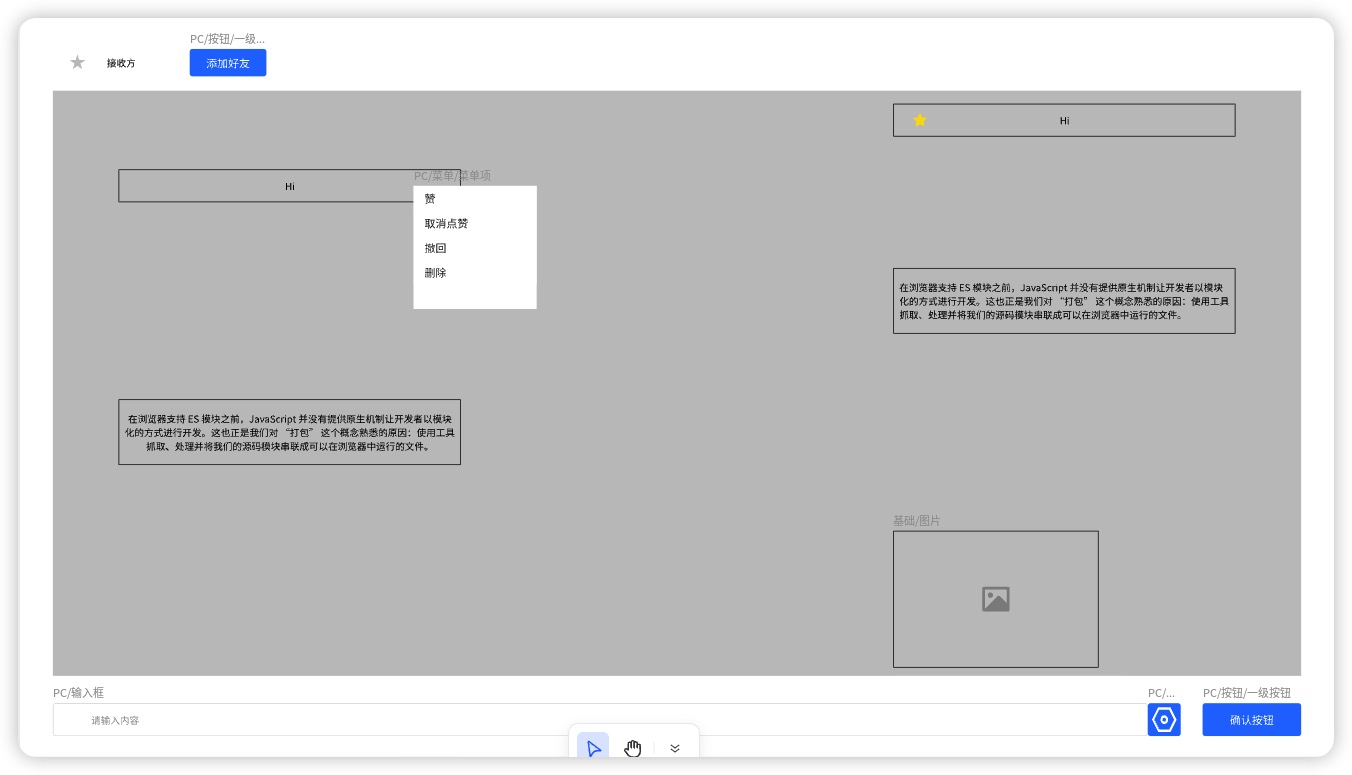 PC/按钮/一级...
接收方
添加好友
Hi
Hi
PC/菜单/菜单项
赞
取消点赞
撤回
删除
在浏览器支持 ES 模块之前，JavaScript 并没有提供原生机制让开发者以模块
化的方式进行开发。这也正是我们对 “打包” 这个概念熟悉的原因：使用工具
抓取、处理并将我们的源码模块串联成可以在浏览器中运行的文件。
在浏览器支持 ES 模块之前，JavaScript 并没有提供原生机制让开发者以模块
化的方式进行开发。这也正是我们对 “打包” 这个概念熟悉的原因：使用工具
抓取、处理并将我们的源码模块串联成可以在浏览器中运行的文件。
基础/图片
PC/输入框
PC/...
PC/按钮/一级按钮
请输入内容
确认按钮